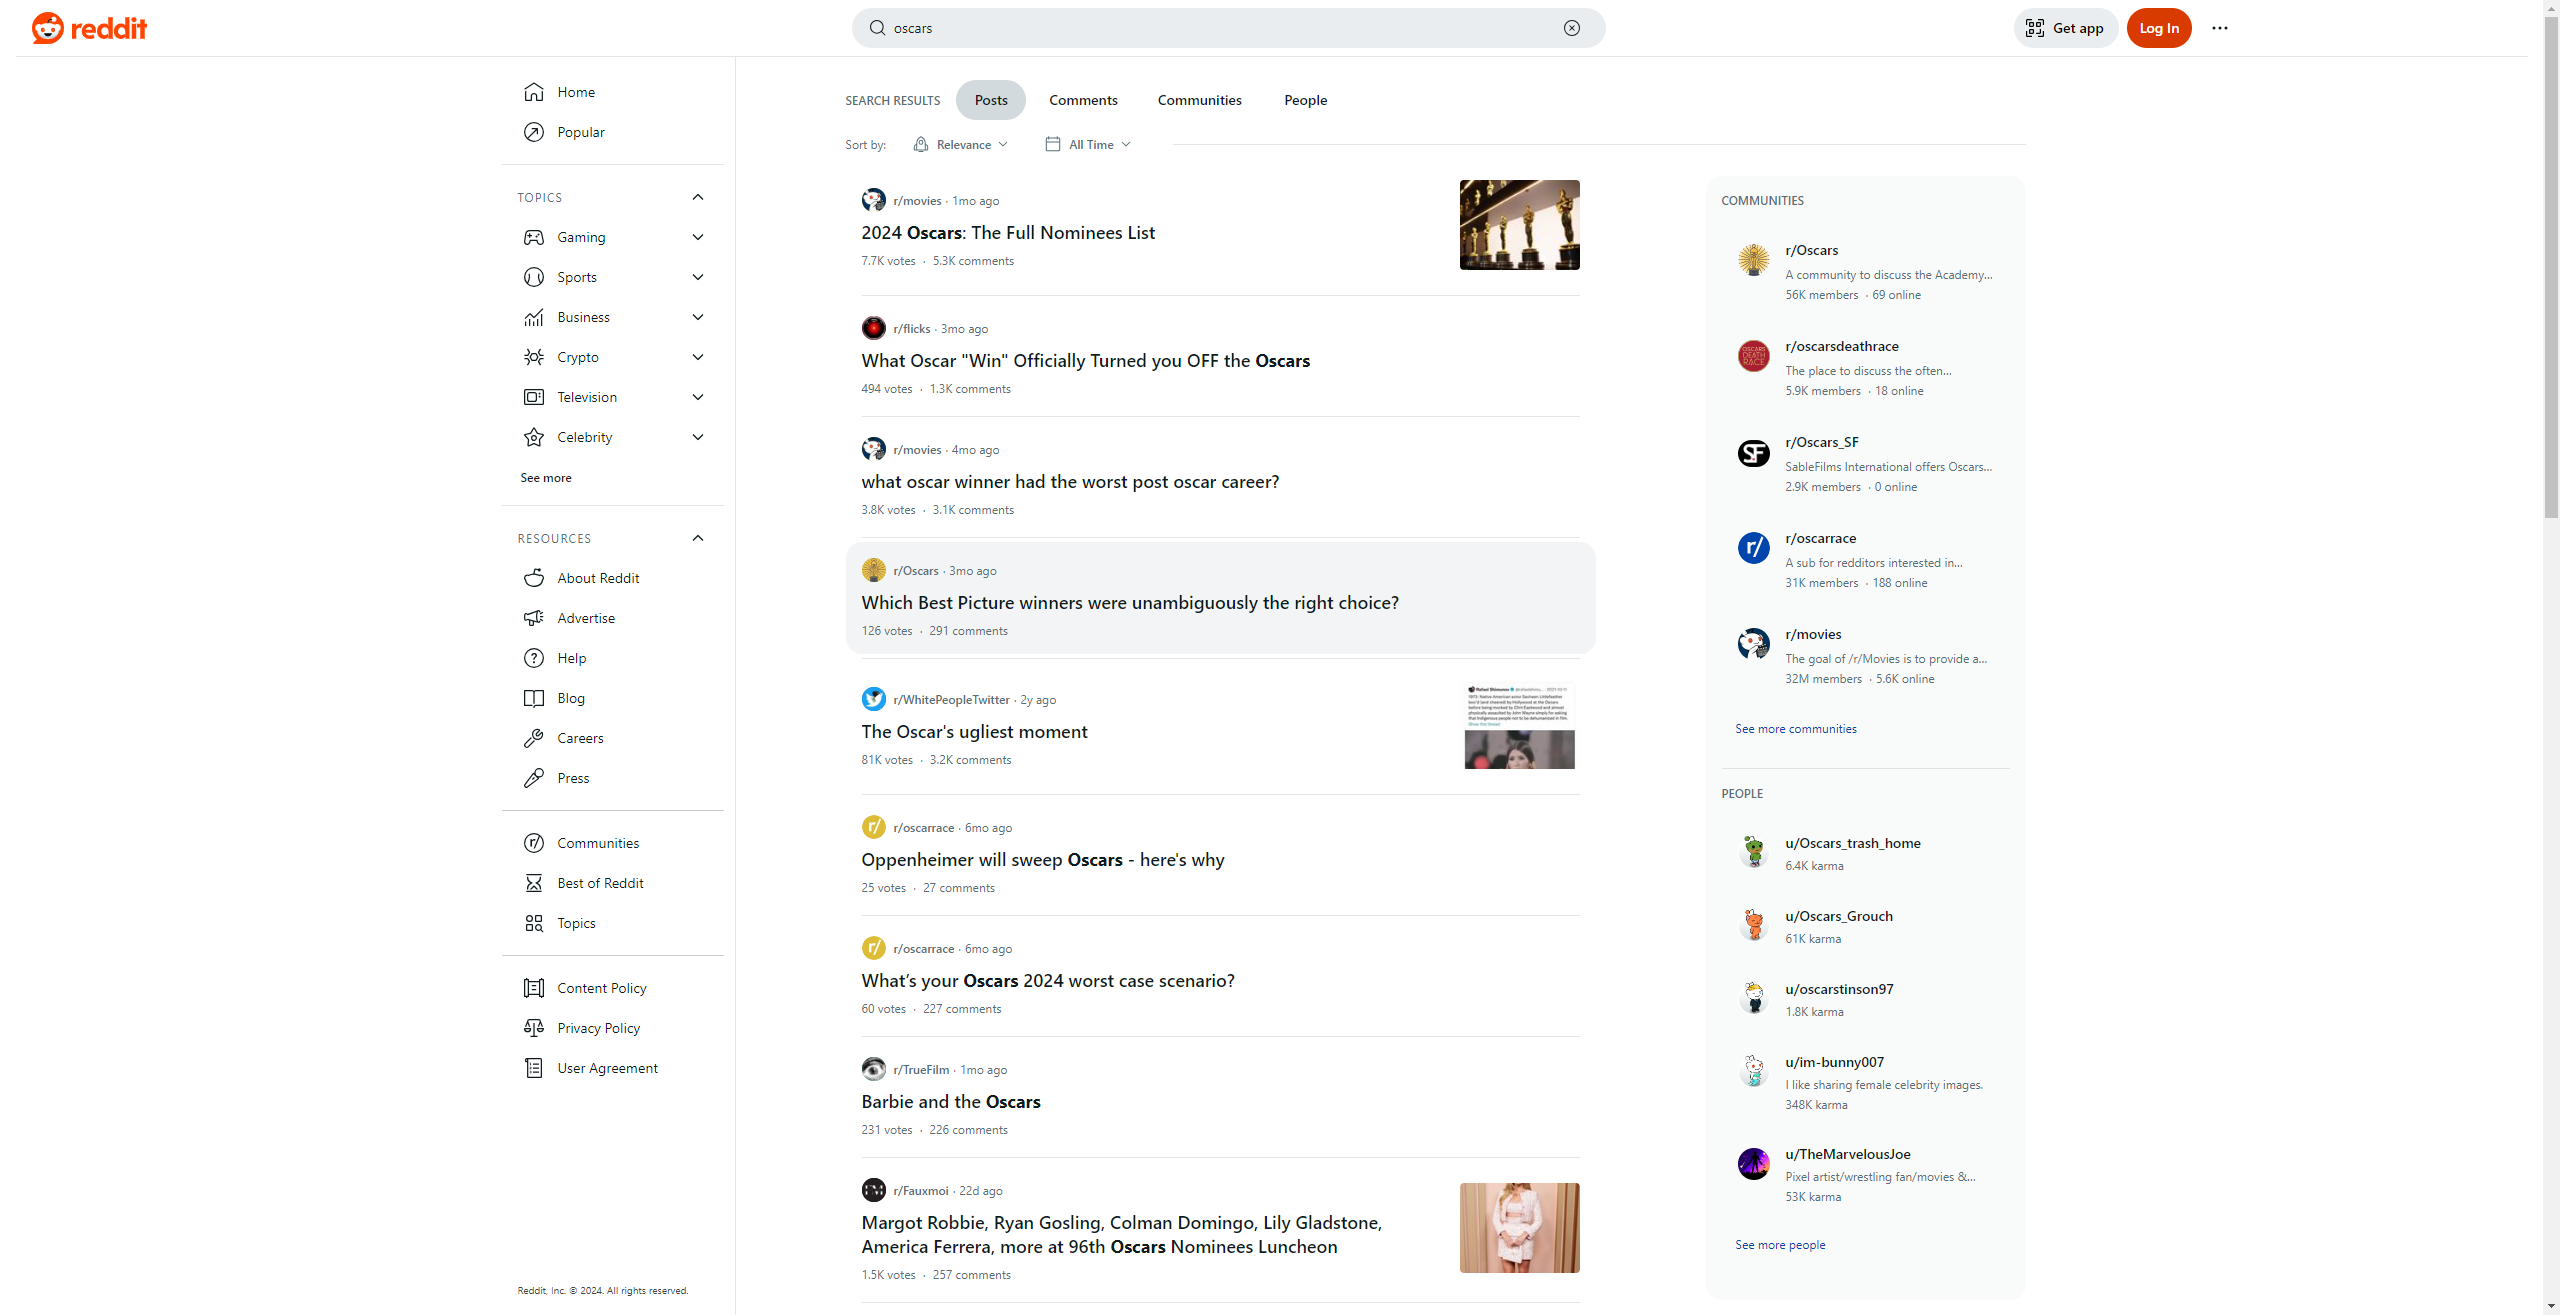 reddit
oscars
Get app
Log In
Home
Popular
TOPICS
Gaming
Sports
Business
Crypto
Television
Celebrity
See more
RESOURCES
About Reddit
Advertise
Help
Blog
Careers
Press
Communities
Best of Reddit
Topics
Content Policy
Privacy Policy
User Agreement
Reddit, Inc. © 2024. All rights reserved.
SEARCH RESULTS
Posts
Comments
Communities
People
Sort by:
Relevance
All Time
r/movies · 1mo ago
2024 Oscars: The Full Nominees List
7.7K votes · 5.3K comments
r/flicks · 3mo ago
What Oscar "Win" Officially Turned you OFF the Oscars
494 votes · 1.3K comments
r/movies · 4mo ago
what oscar winner had the worst post oscar career?
3.8K votes · 3.1K comments
r/Oscars · 3mo ago
Which Best Picture winners were unambiguously the right choice?
126 votes · 291 comments
r/WhitePeopleTwitter · 2y ago
The Oscar's ugliest moment
81K votes · 3.2K comments
r/oscarrace · 6mo ago
Oppenheimer will sweep Oscars - here's why
25 votes · 27 comments
r/oscarrace · 6mo ago
What's your Oscars 2024 worst case scenario?
60 votes · 227 comments
r/TrueFilm · 1mo ago
Barbie and the Oscars
231 votes · 226 comments
r/Fauxmoi · 22d ago
Margot Robbie, Ryan Gosling, Colman Domingo, Lily Gladstone,
America Ferrera, more at 96th Oscars Nominees Luncheon
1.5K votes · 257 comments
COMMUNITIES
r/Oscars
A community to discuss the Academy...
56K members · 69 online
OSCARS
DEATH
RACE
r/oscarsdeathrace
The place to discuss the often...
5.9K members · 18 online
SF
r/Oscars_SF
SableFilms International offers Oscars...
2.9K members · 0 online
r/
r/oscarrace
A sub for redditors interested in...
31K members · 188 online
r/movies
The goal of /r/Movies is to provide a...
32M members · 5.6K online
See more communities
PEOPLE
u/Oscars_trash_home
6.4K karma
u/Oscars_Grouch
61K karma
u/oscarstinson97
1.8K karma
u/im-bunny007
I like sharing female celebrity images.
348K karma
u/TheMarvelousJoe
Pixel artist/wrestling fan/movies &...
53K karma
See more people